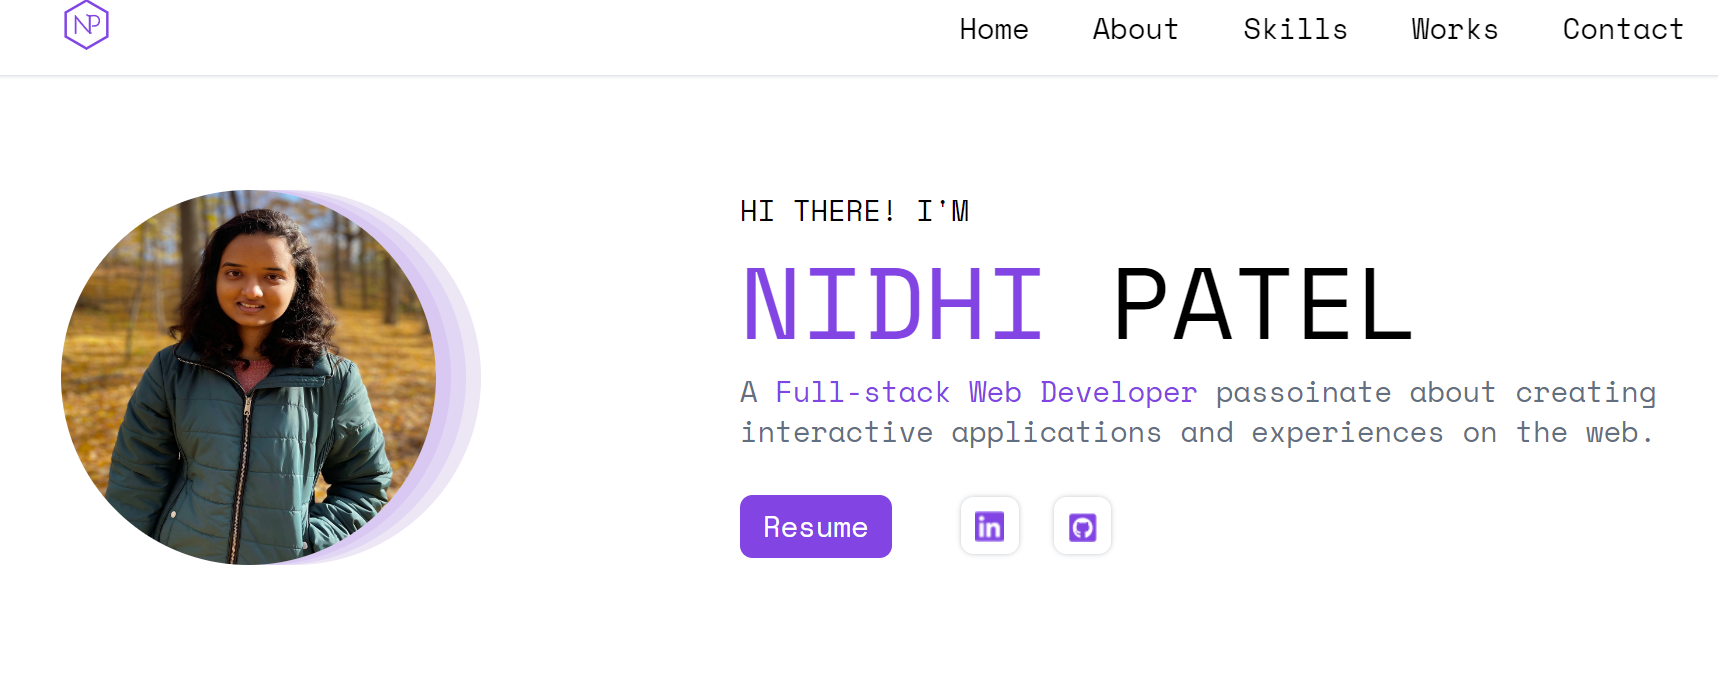 NP
Home About Skills Works Contact
HI THERE! I'M
NIDHI PATEL
A Full-stack Web Developer passoinate about creating
interactive applications and experiences on the web.
Resume in